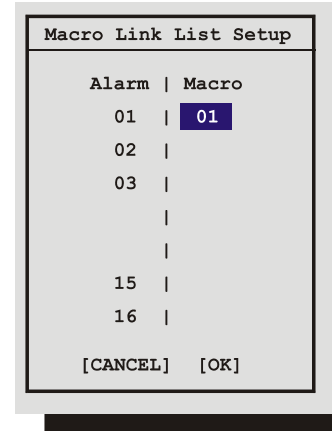 Macro Link List Setup
Alarm | Macro
01 | 01
02 |
03 |
|
|
15 |
16 |
[CANCEL] [OK]